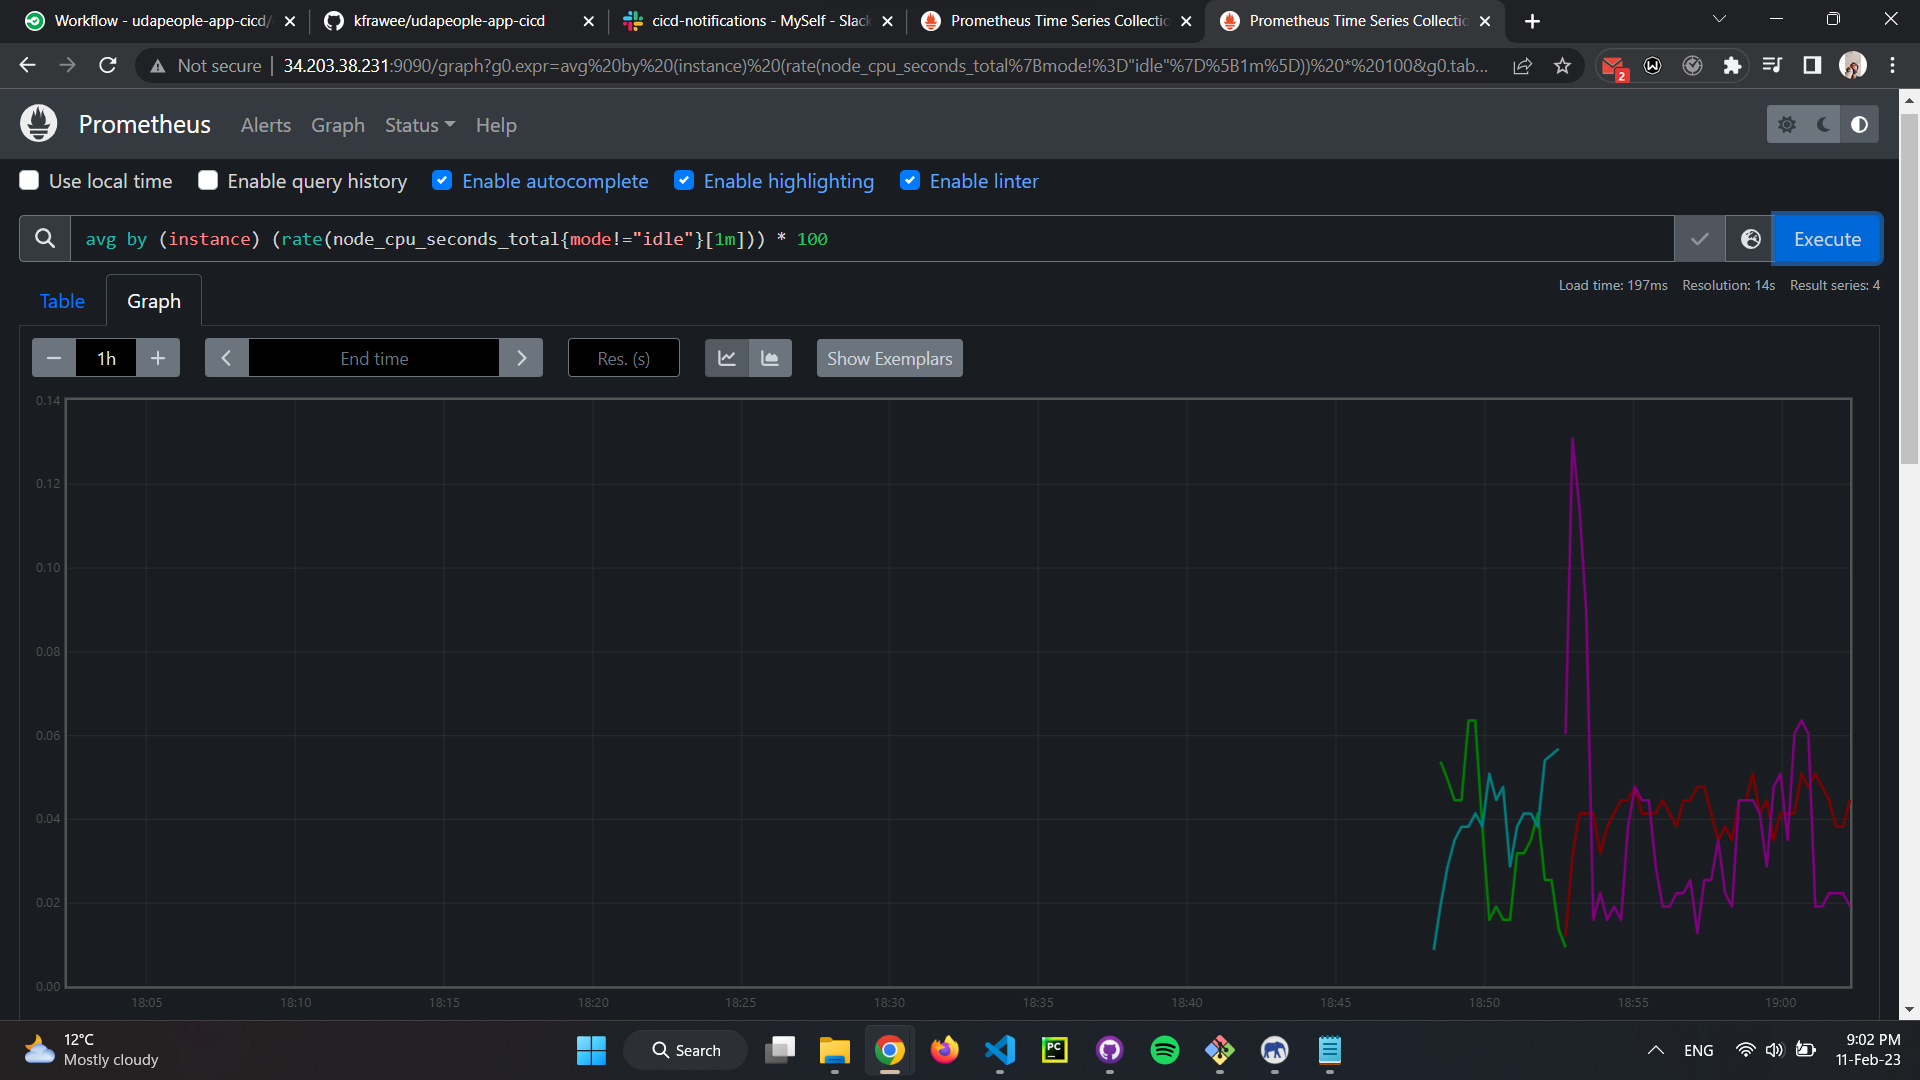 Workflow - udapeople-app-cicd/
kfrawee/udapeople-app-cicd
cicd-notifications - MySelf - Slack
Prometheus Time Series Collectio
Prometheus Time Series Collectio
Not secure
34.203.38.231:9090/graph?g0.expr=avg%20by%20(instance)%20(rate(node_cpu_seconds_total%7Bmode!%3D"idle"%7D%5B1m%5D))%20*%20100&g0.tab...
2
Prometheus
Alerts
Graph
Status
Help
Use local time
Enable query history
Enable autocomplete
Enable highlighting
Enable linter
avg by (instance) (rate(node_cpu_seconds_total{mode!="idle"}[1m])) * 100
Execute
Table
Graph
Load time: 197ms
Resolution: 14s
Result series: 4
1h
End time
Res. (s)
Show Exemplars
0.14
0.12
0.10
0.08
0.06
0.04
0.02
0.00
18:05
18:10
18:15
18:20
18:25
18:30
18:35
18:40
18:45
18:50
18:55
19:00
12°C
Mostly cloudy
Search
PC
ENG
9:02 PM
11-Feb-23